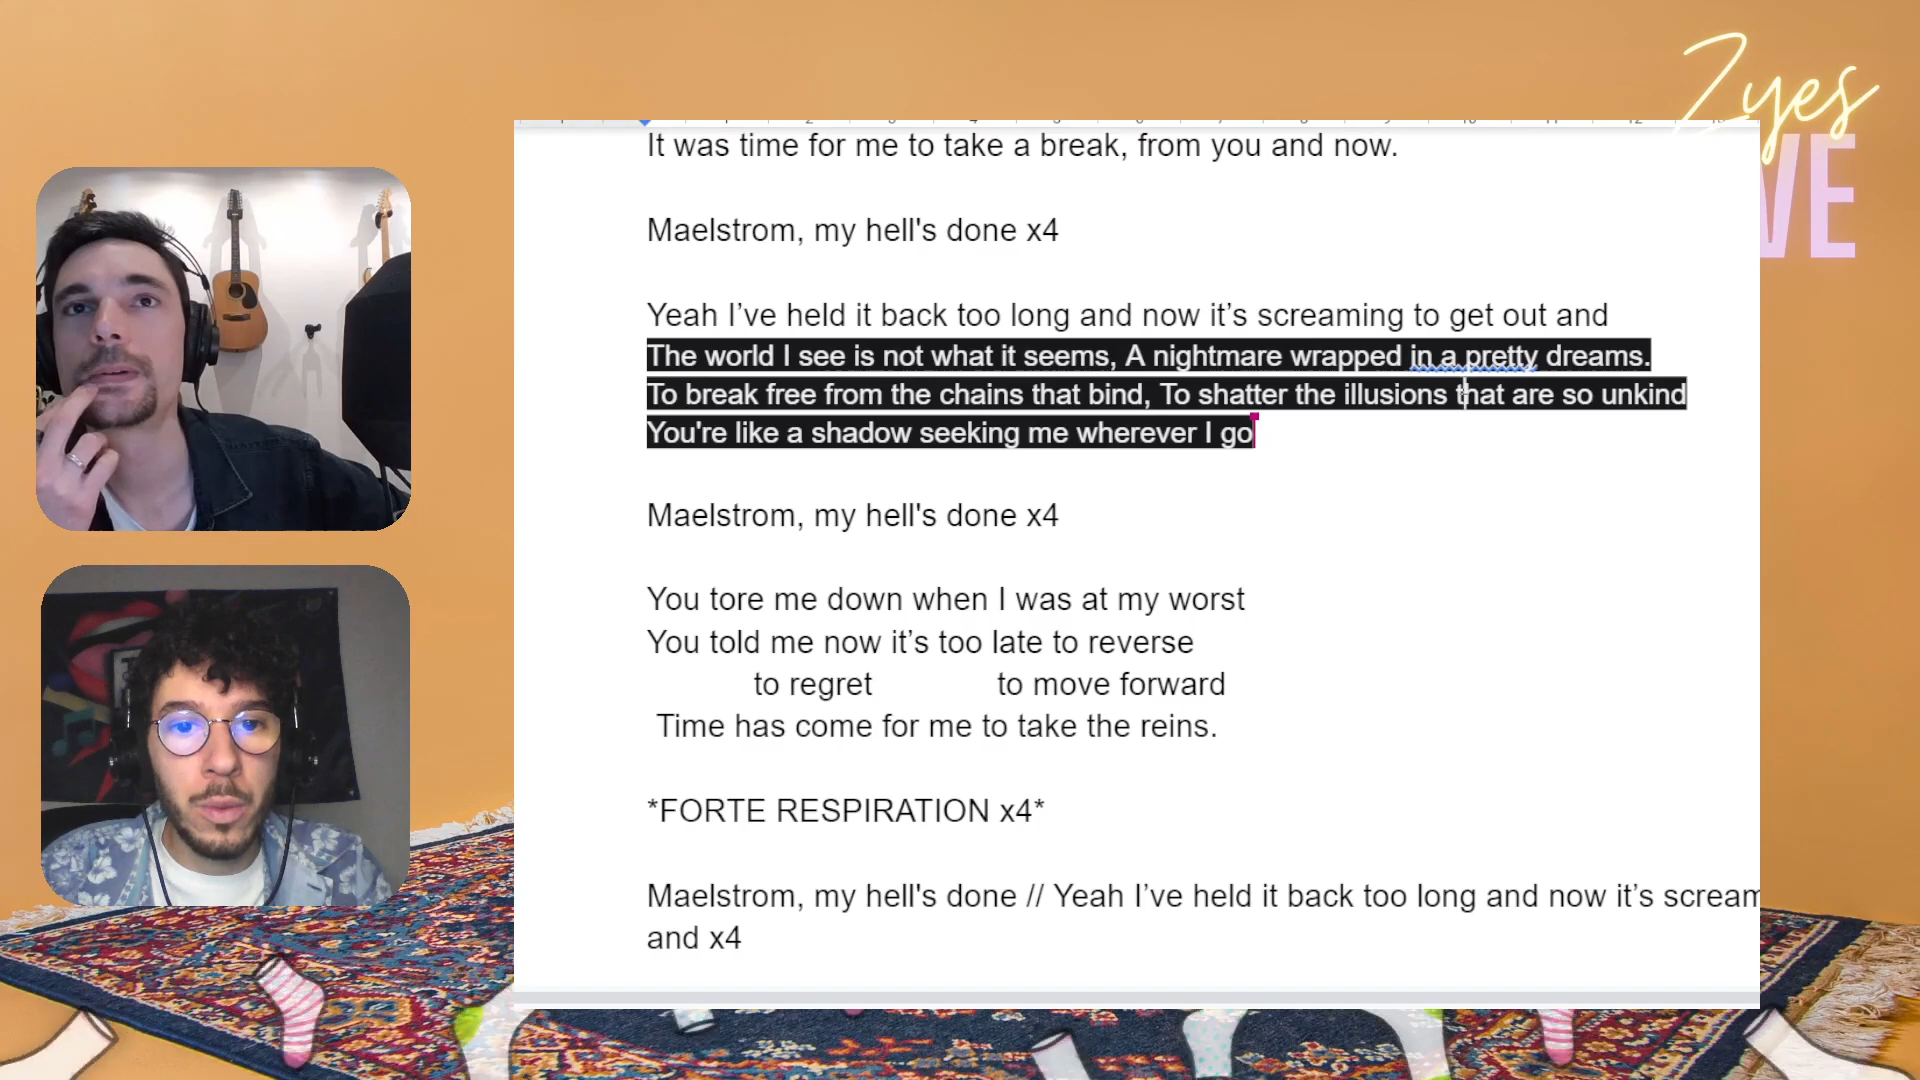 Zyes
VE
It was time for me to take a break, from you and now.
Maelstrom, my hell's done x4
Yeah I’ve held it back too long and now it’s screaming to get out and
The world I see is not what it seems, A nightmare wrapped in a pretty dreams.
To break free from the chains that bind, To shatter the illusions that are so unkind
You're like a shadow seeking me wherever I go
Maelstrom, my hell's done x4
You tore me down when I was at my worst
You told me now it’s too late to reverse
to regret to move forward
Time has come for me to take the reins.
*FORTE RESPIRATION x4*
Maelstrom, my hell's done // Yeah I’ve held it back too long and now it’s scream
and x4